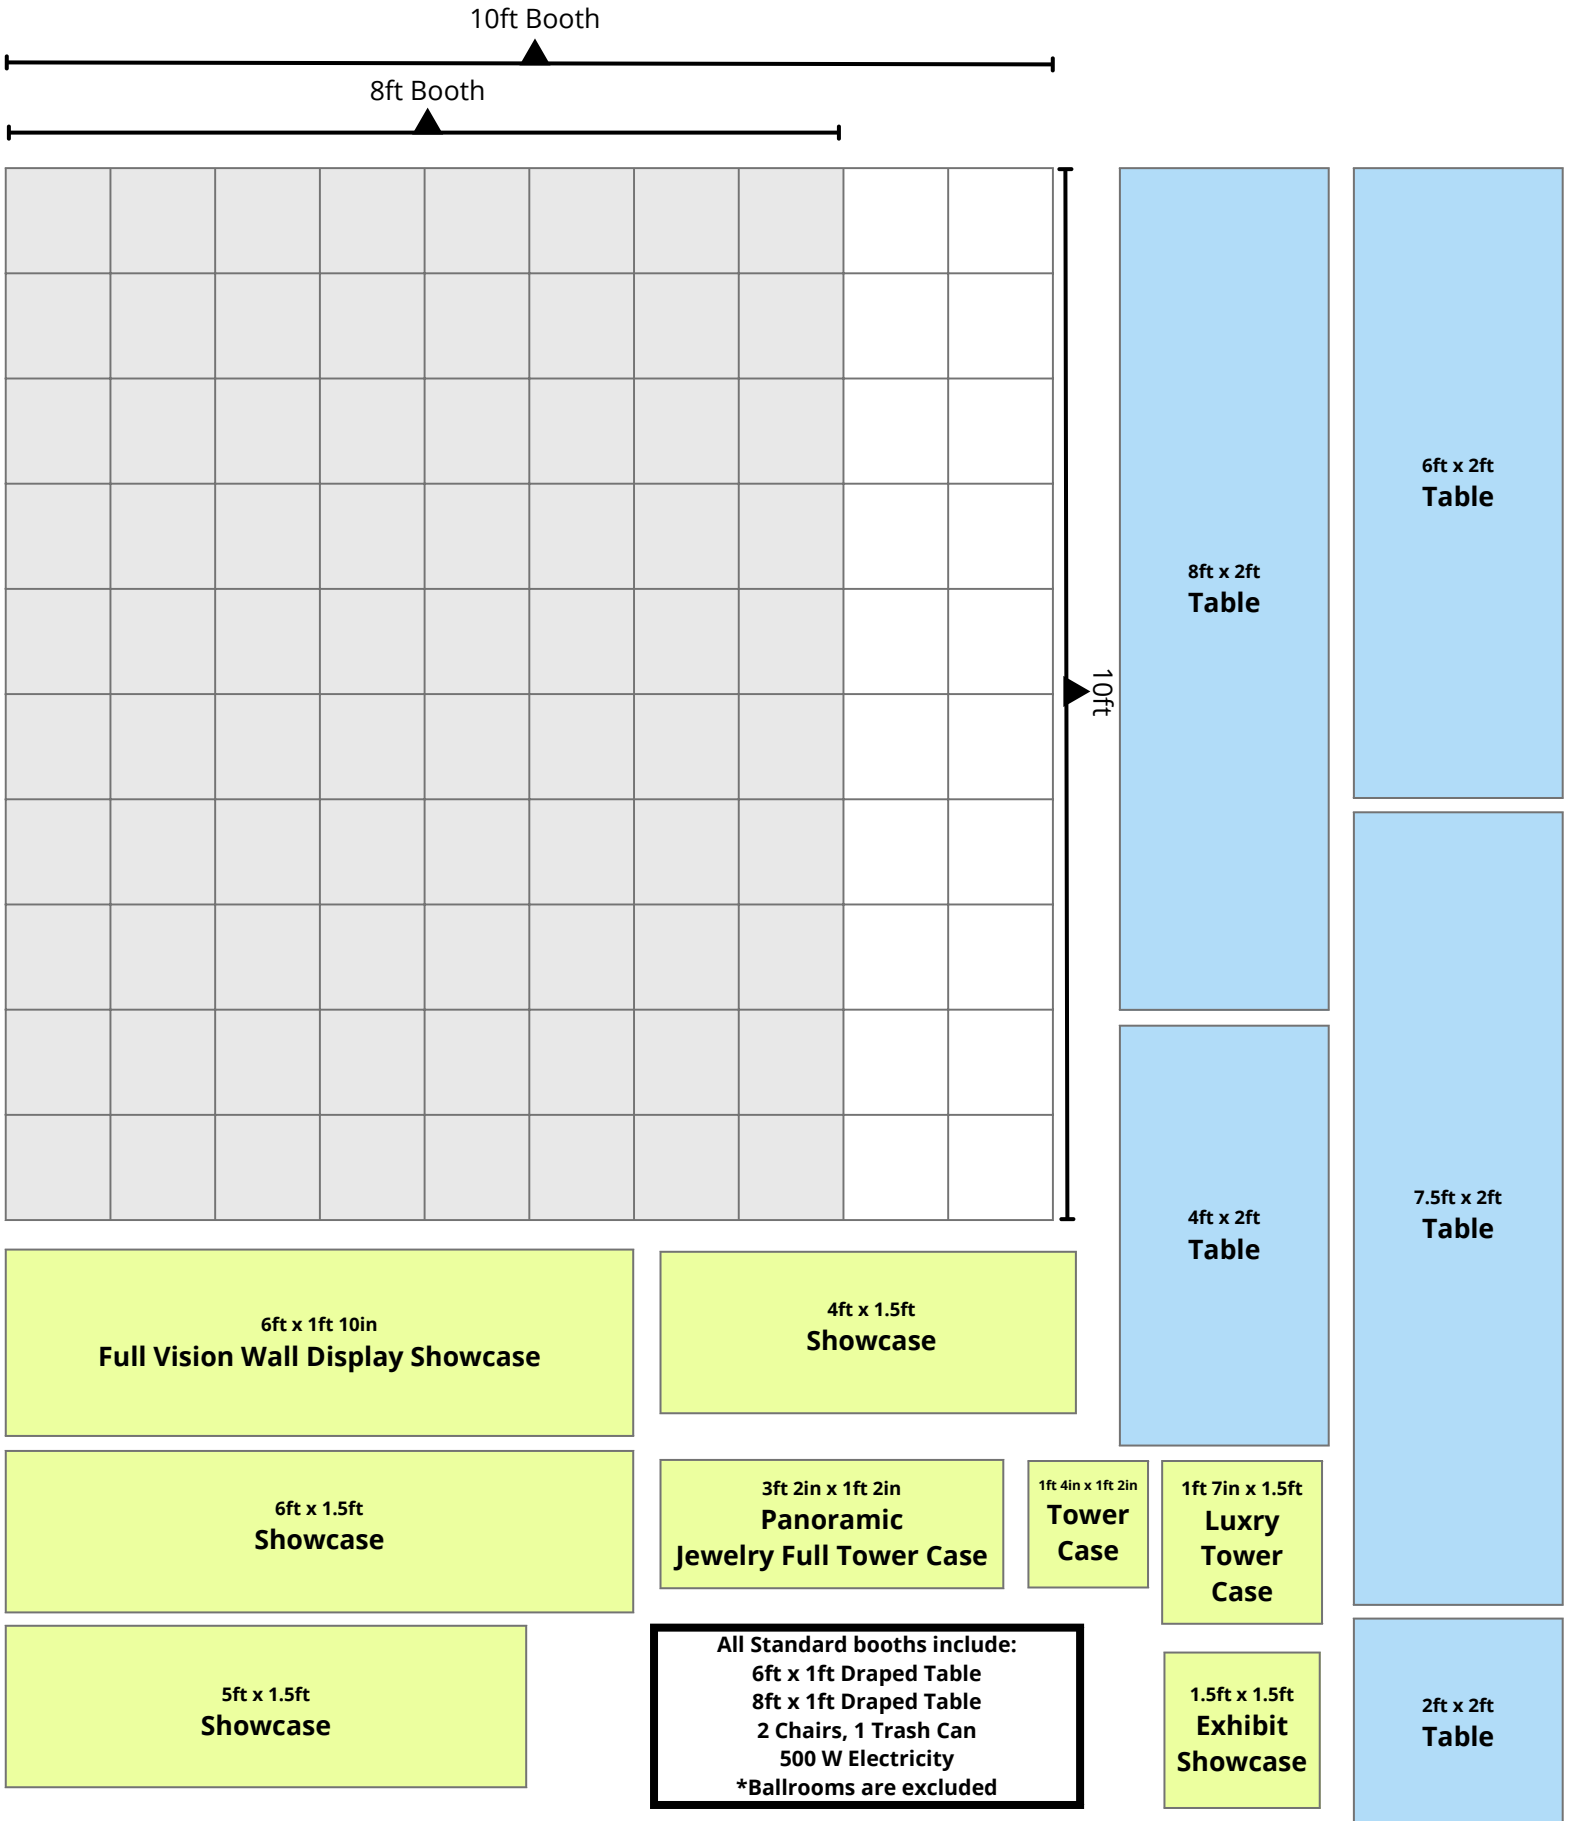 10ft Booth
8ft Booth
10ft
8ft x 2ft
Table
6ft x 2ft
Table
4ft x 2ft
Table
7.5ft x 2ft
Table
6ft x 1ft 10in
Full Vision Wall Display Showcase
4ft x 1.5ft
Showcase
6ft x 1.5ft
Showcase
3ft 2in x 1ft 2in
Panoramic
Jewelry Full Tower Case
1ft 4in x 1ft 2in
Tower
Case
1ft 7in x 1.5ft
Luxry
Tower
Case
5ft x 1.5ft
Showcase
All Standard booths include:
6ft x 1ft Draped Table
8ft x 1ft Draped Table
2 Chairs, 1 Trash Can
500 W Electricity
*Ballrooms are excluded
1.5ft x 1.5ft
Exhibit
Showcase
2ft x 2ft
Table